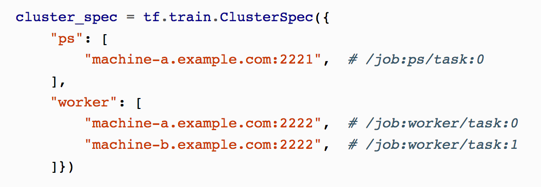 cluster_spec = tf.train.ClusterSpec({
    "ps": [
        "machine-a.example.com:2221",  # /job:ps/task:0
    ],
    "worker": [
        "machine-a.example.com:2222",  # /job:worker/task:0
        "machine-b.example.com:2222",  # /job:worker/task:1
    ]})